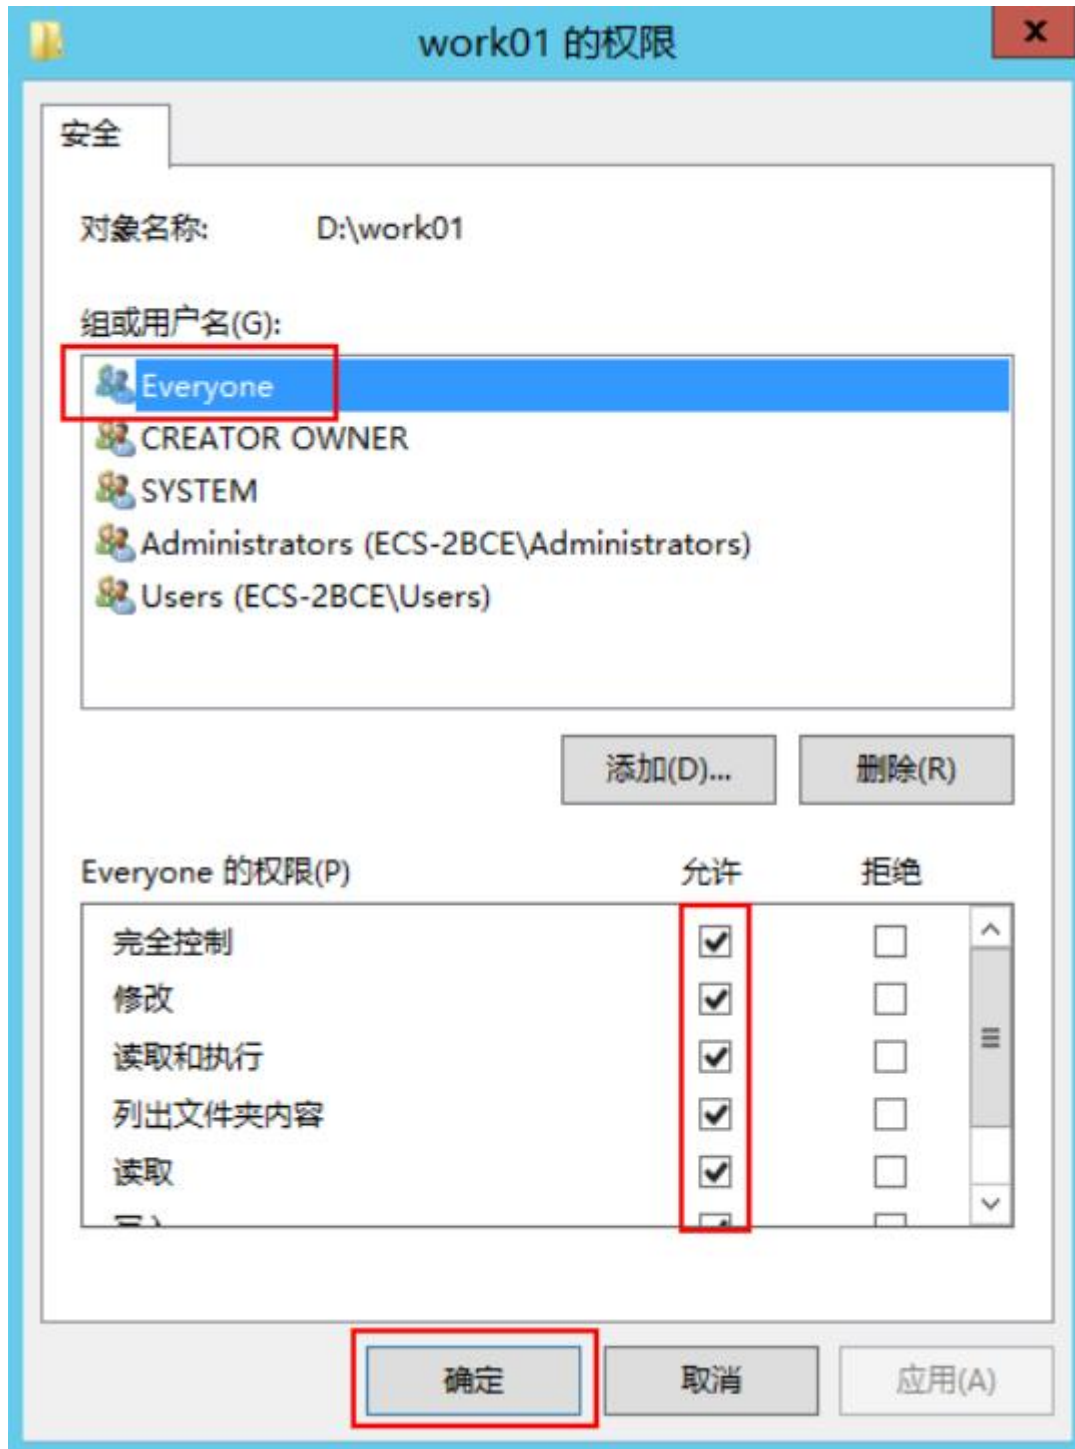 work01 的权限
安全
对象名称: D:\work01
组或用户名(G):
Everyone
CREATOR OWNER
SYSTEM
Administrators (ECS-2BCE\Administrators)
Users (ECS-2BCE\Users)
添加(D)... 删除(R)
Everyone 的权限(P) 允许 拒绝
完全控制
修改
读取和执行
列出文件夹内容
读取
确定 取消 应用(A)